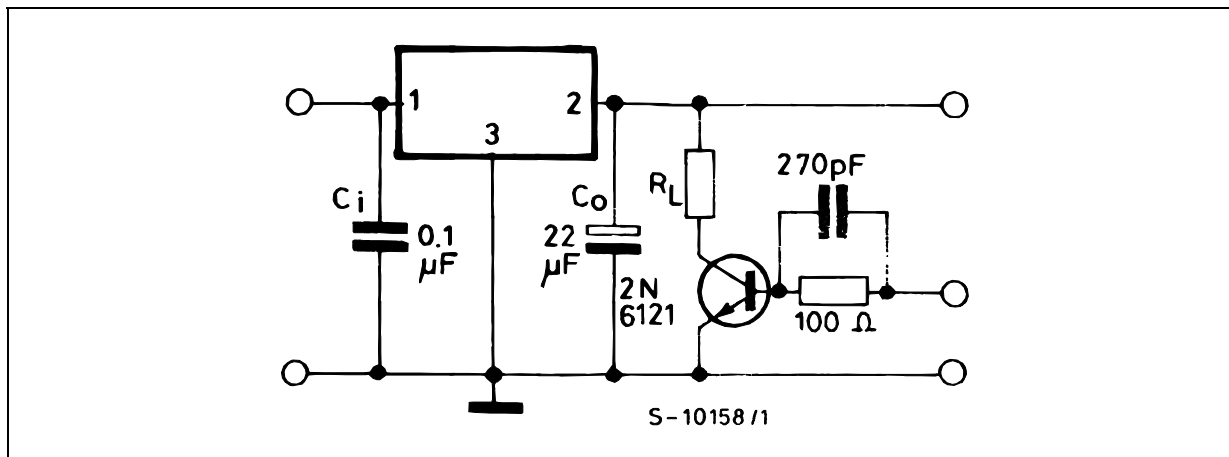 1
2
3
270pF
Ci
Co
RL
0.1
µF
22
µF
2N
6121
100 Ω
S-10158/1